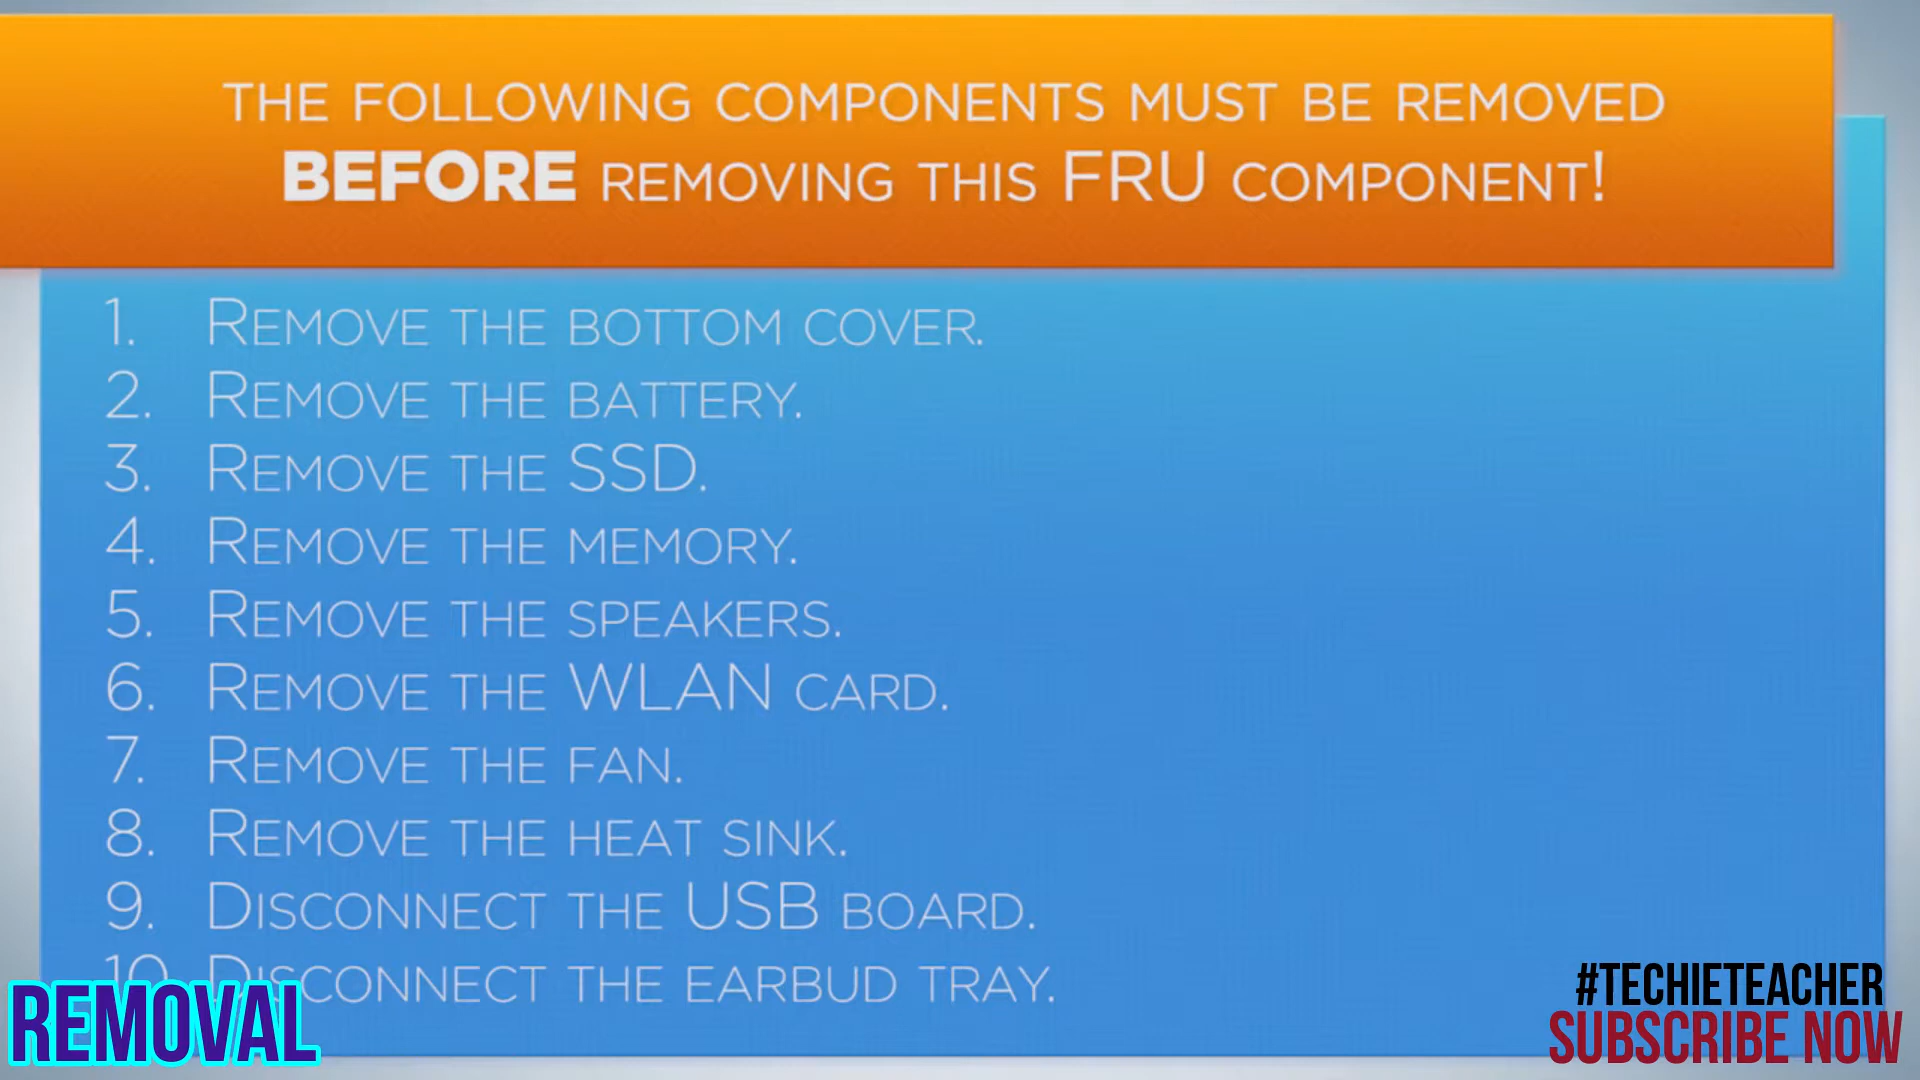 THE FOLLOWING COMPONENTS MUST BE REMOVED
BEFORE REMOVING THIS FRU COMPONENT!
1. REMOVE THE BOTTOM COVER.
2. REMOVE THE BATTERY.
3. REMOVE THE SSD.
4. REMOVE THE MEMORY.
5. REMOVE THE SPEAKERS.
6. REMOVE THE WLAN CARD.
7. REMOVE THE FAN.
8. REMOVE THE HEAT SINK.
9. DISCONNECT THE USB BOARD.
10. DISCONNECT THE EARBUD TRAY.
REMOVAL
#TECHIETEACHER
SUBSCRIBE NOW